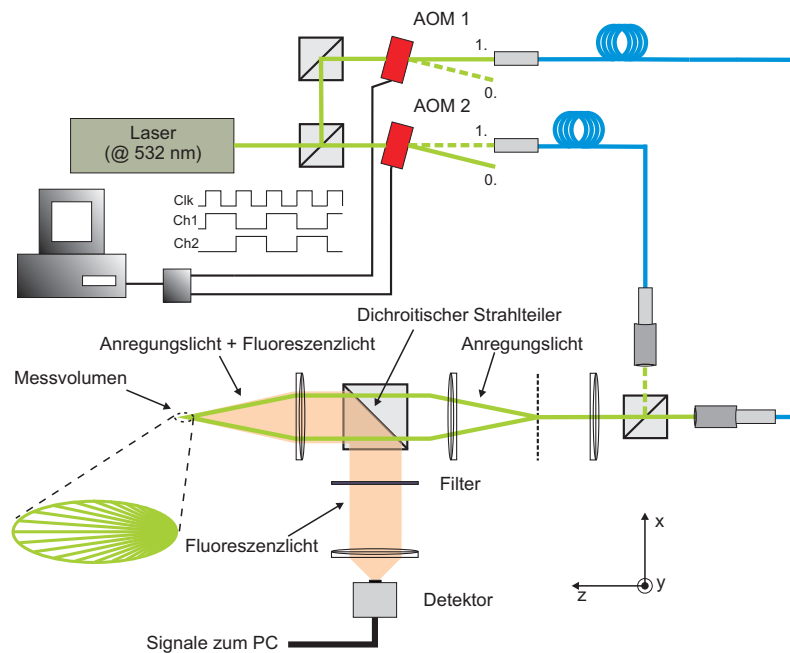 AOM 1
1.
0.
AOM 2
1.
0.
Laser
(@ 532 nm)
Clk
Ch1
Ch2
Dichroitischer Strahlteiler
Anregungslicht + Fluoreszenzlicht
Anregungslicht
Messvolumen
Filter
Fluoreszenzlicht
x
z
y
Detektor
Signale zum PC